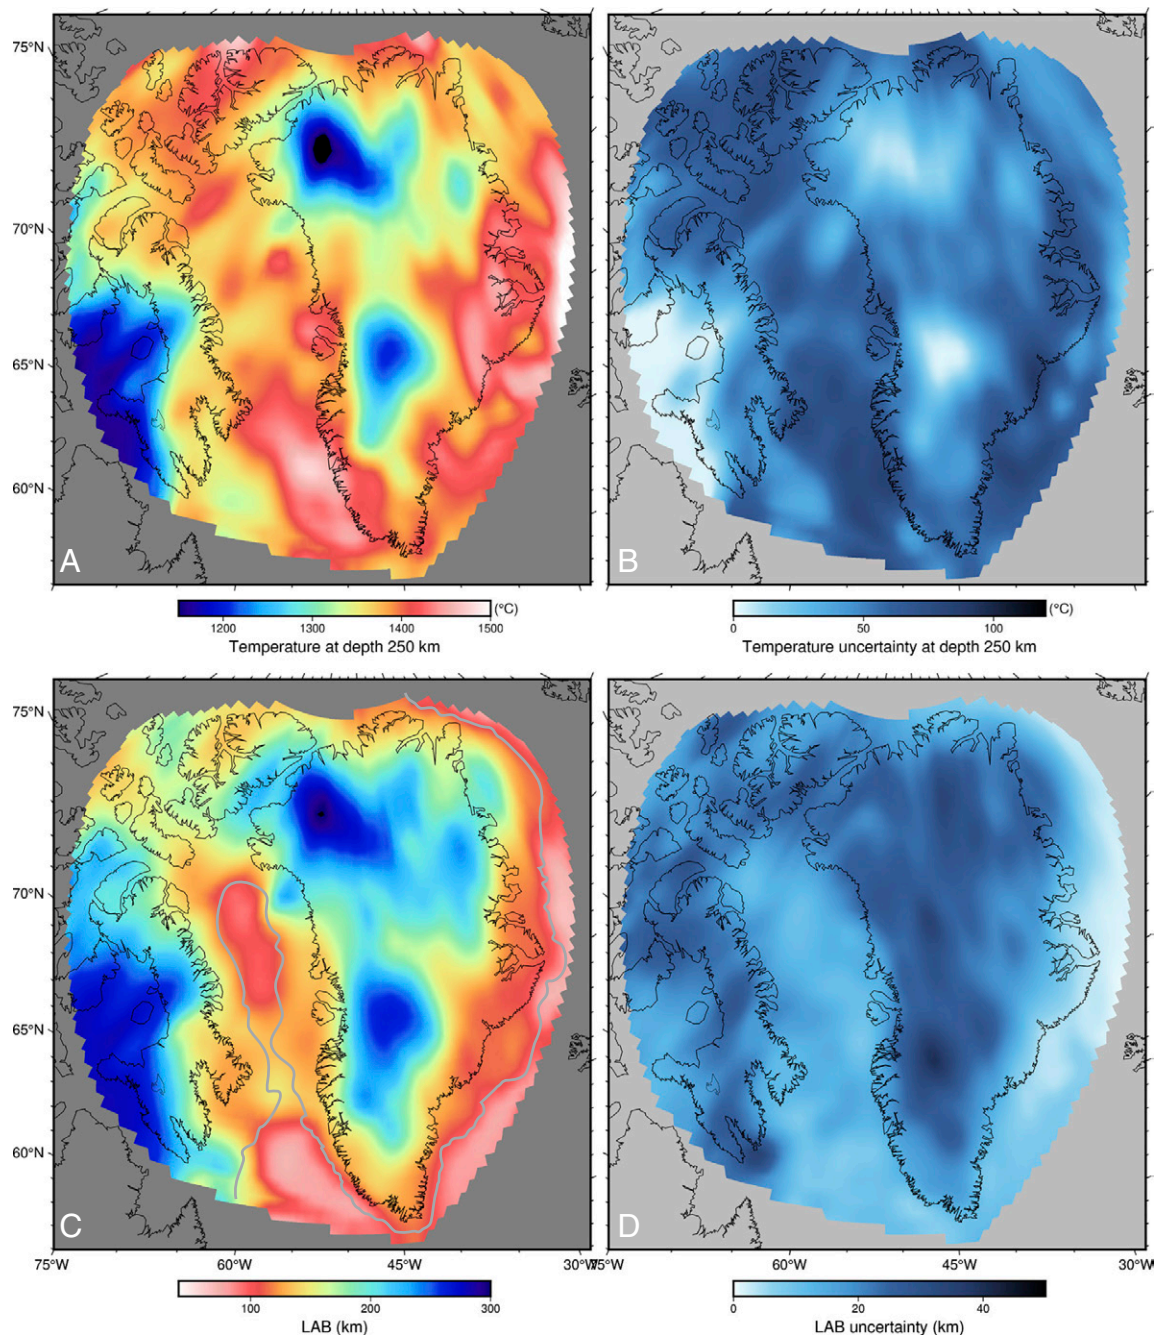 75°N
70°N
65°N
60°N
A
B
(°C)
(°C)
1200 1300 1400 1500
0 50 100
Temperature at depth 250 km
Temperature uncertainty at depth 250 km
75°N
70°N
65°N
60°N
C
D
75°W 60°W 45°W 30°W
60°W 45°W 30°W
100 200 300
0 20 40
LAB (km)
LAB uncertainty (km)